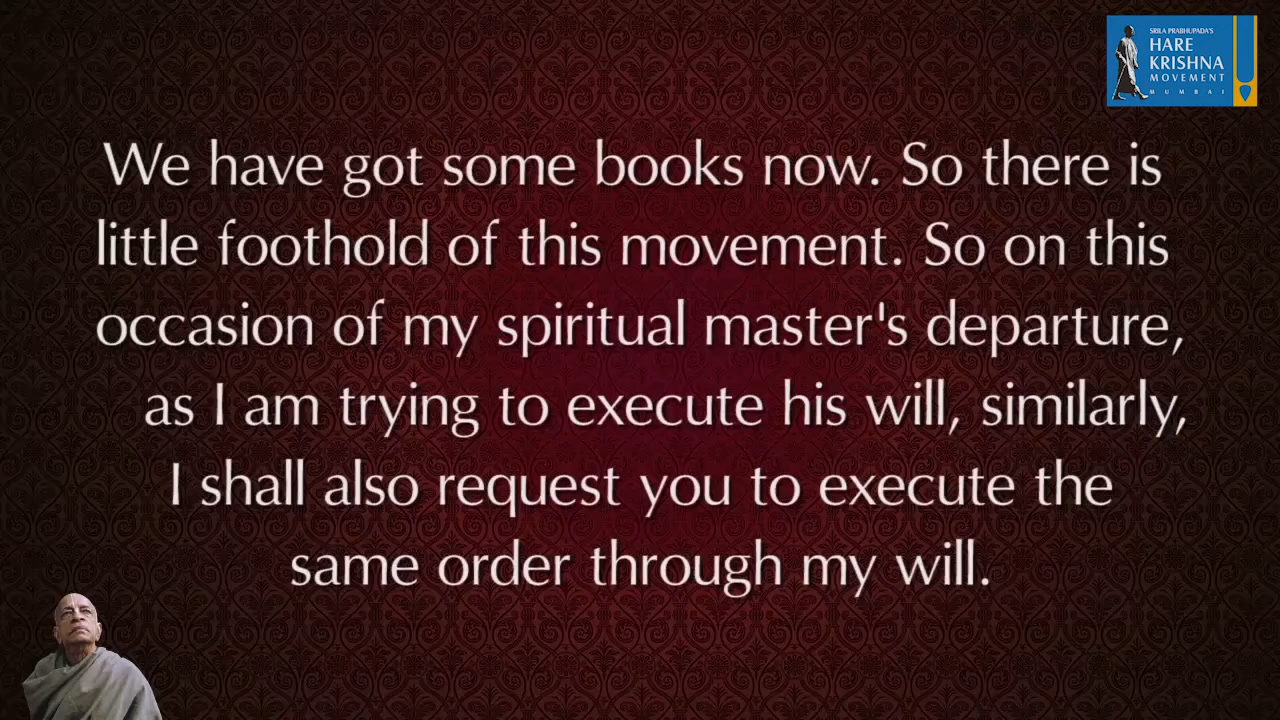 SRILA PRABHUPADA'S
HARE
KRISHNA
MOVEMENT
MUMBAI
We have got some books now. So there is
little foothold of this movement. So on this
occasion of my spiritual master's departure,
as I am trying to execute his will, similarly,
I shall also request you to execute the
same order through my will.